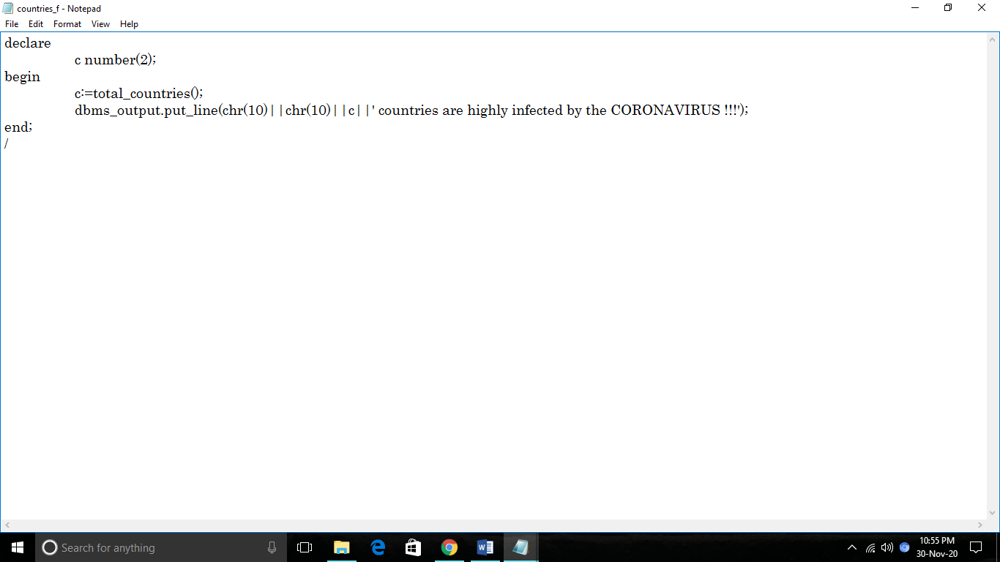 countries_f - Notepad
File Edit Format View Help
declare
c number(2);
begin
c:=total_countries();
dbms_output.put_line(chr(10)||chr(10)||c||' countries are highly infected by the CORONAVIRUS !!!');
end;
/
Search for anything
10:55 PM
30-Nov-20